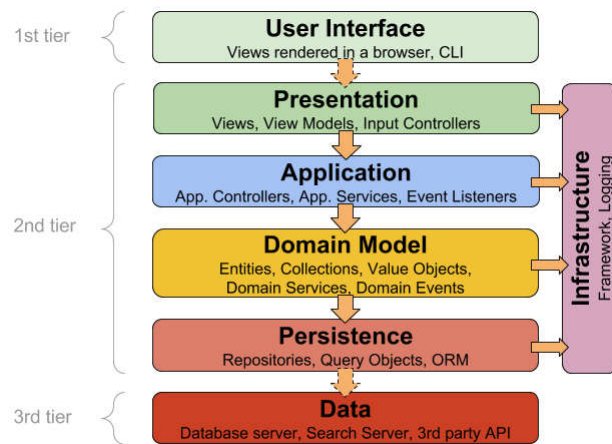 1st tier
User Interface
Views rendered in a browser, CLI
2nd tier
Presentation
Views, View Models, Input Controllers
Application
App. Controllers, App. Services, Event Listeners
Domain Model
Entities, Collections, Value Objects,
Domain Services, Domain Events
Persistence
Repositories, Query Objects, ORM
Infrastructure
Framework, Logging
3rd tier
Data
Database server, Search Server, 3rd party API